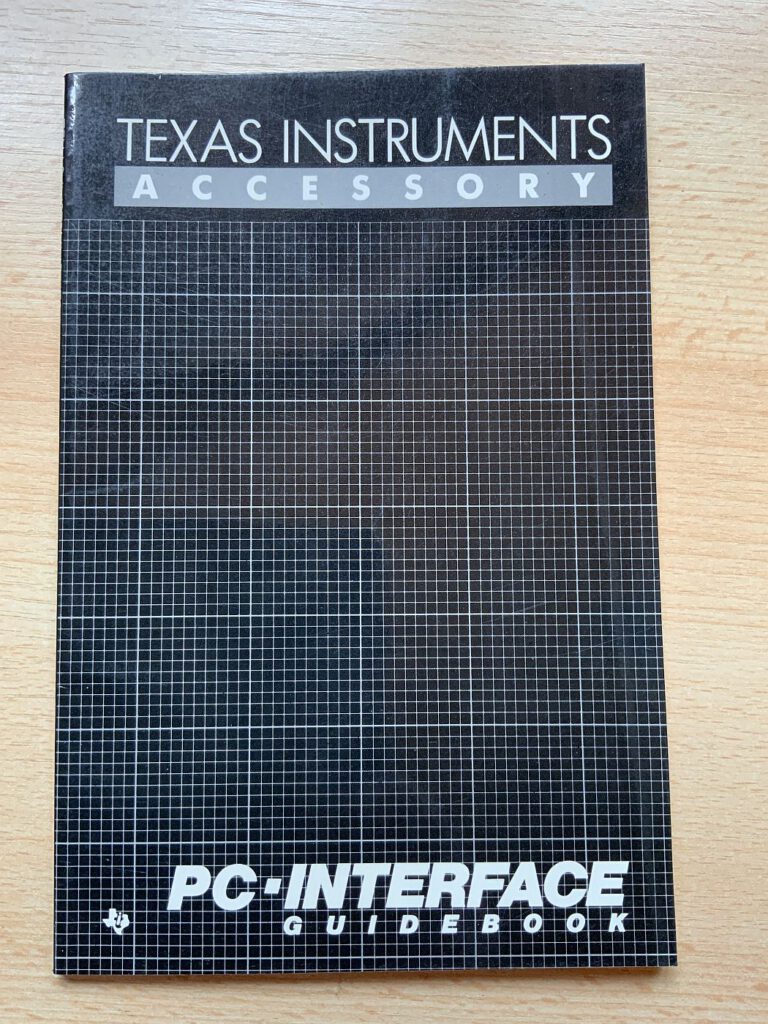 TEXAS INSTRUMENTS
ACCESSORY
PC-INTERFACE
GUIDEBOOK